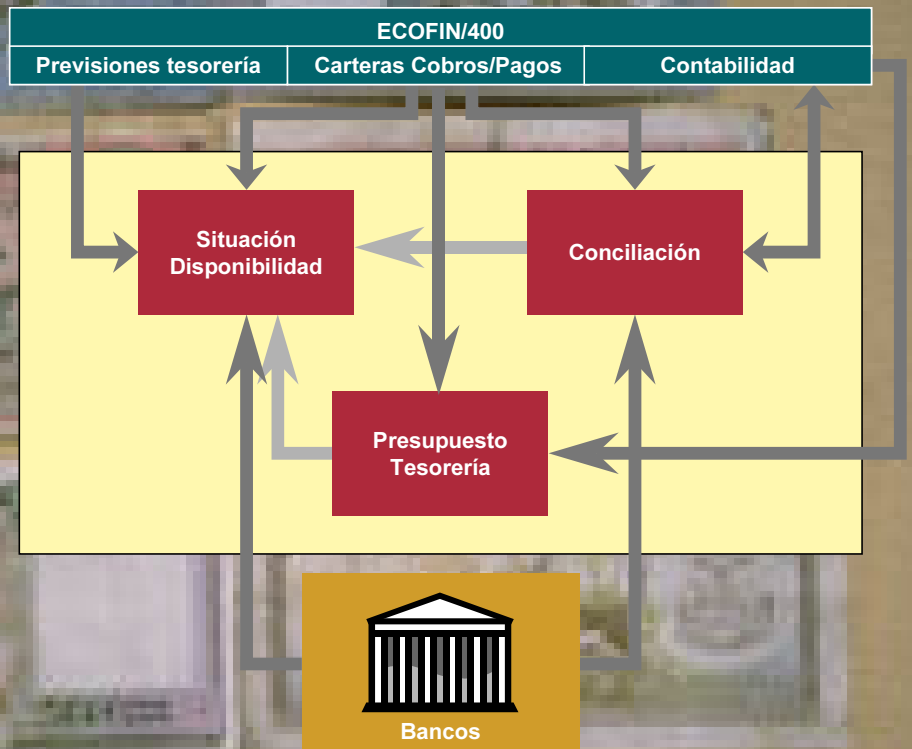 ECOFIN/400
Previsiones tesorería
Carteras Cobros/Pagos
Contabilidad
Situación
Disponibilidad
Conciliación
Presupuesto
Tesorería
Bancos